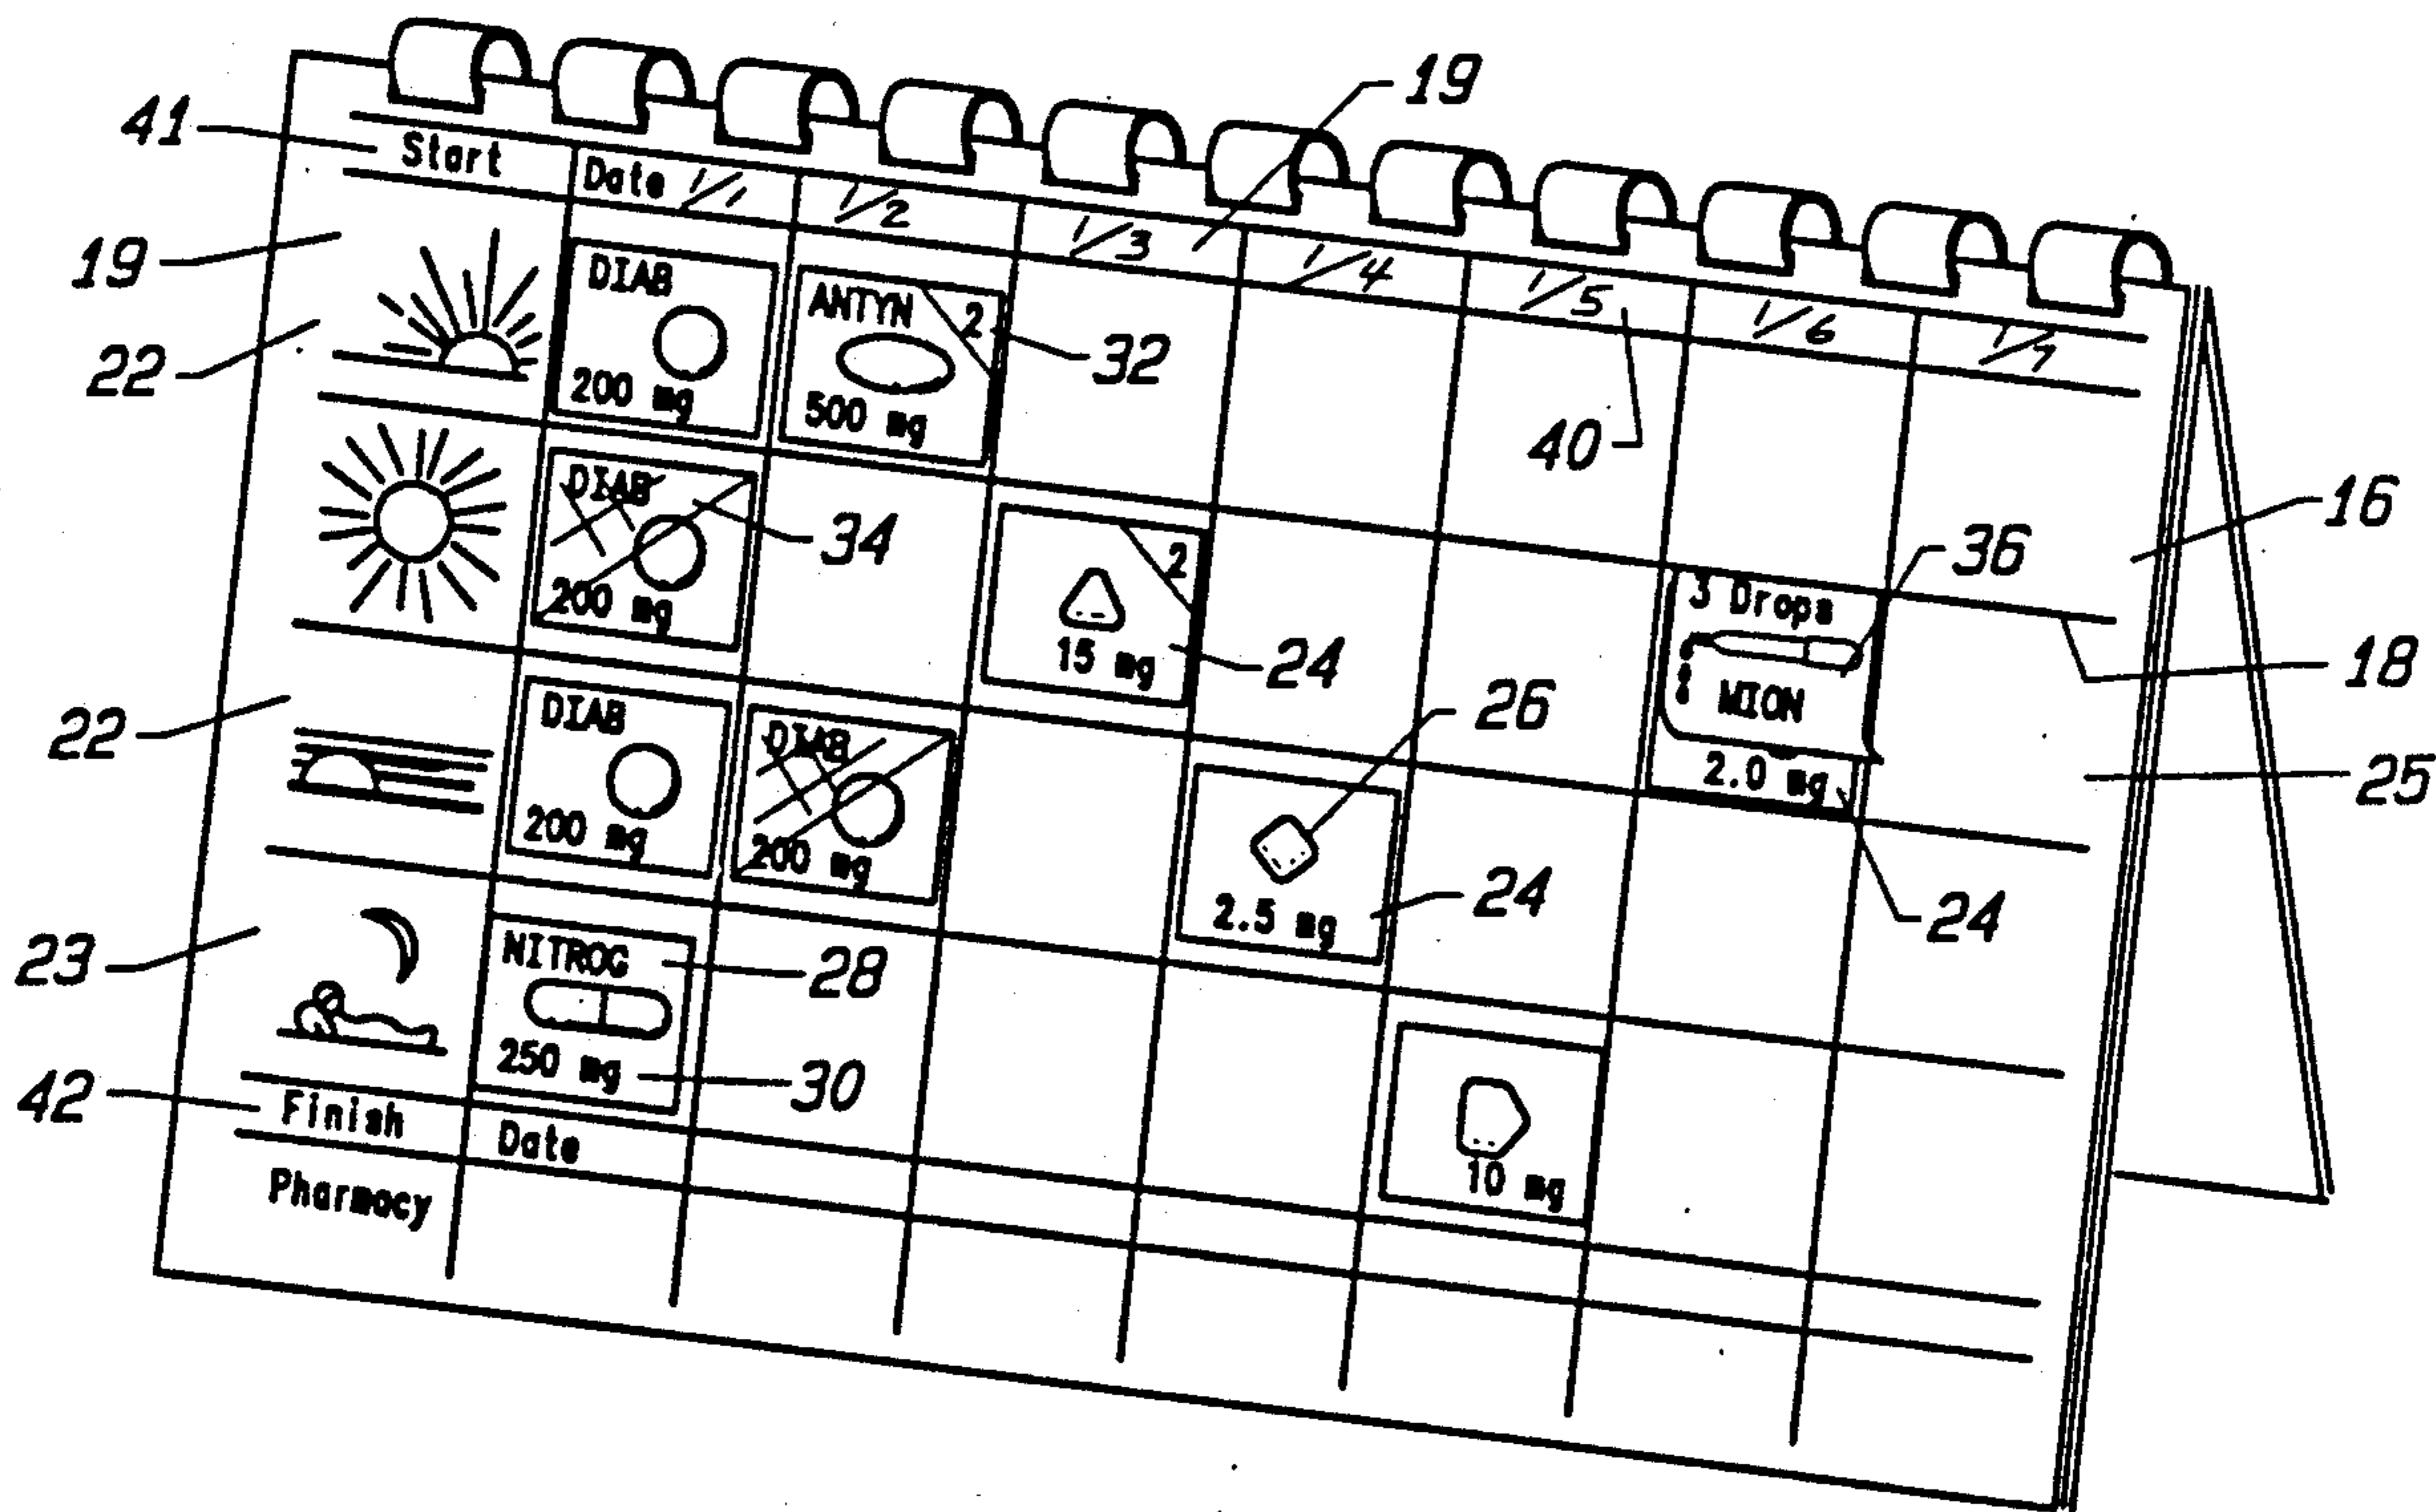 19
41 Start Date 1/1 1/2 1/3 1/4 1/5 1/6 1/7
19
22
DIAB
200 mg
ANTYN 2
500 mg
32
40
16
DIAB
200 mg
34
2
15 mg
24
3 Drops
MION
2.0 mg
36
18
25
24
22
DIAB
200 mg
DIAB
200 mg
26
2.5 mg
24
23
NITROG
250 mg
28
30
10 mg
42 Finish Date
Pharmacy